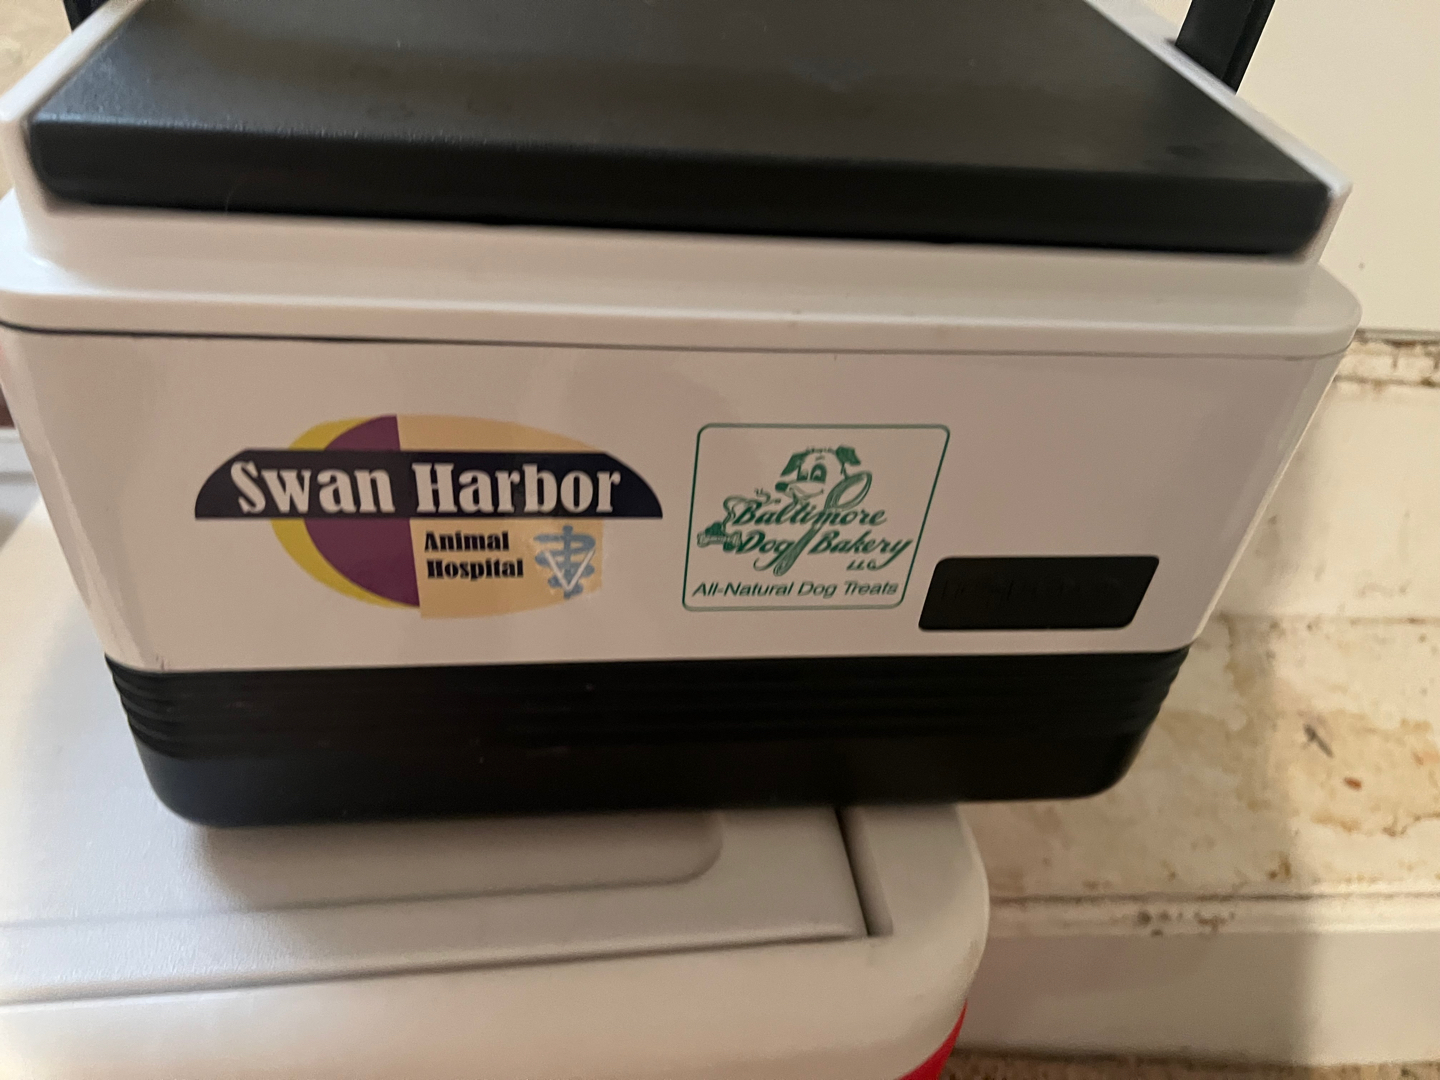 Swan Harbor
Animal
Hospital
Baltimore
Dog Bakery
LLC
All-Natural Dog Treats